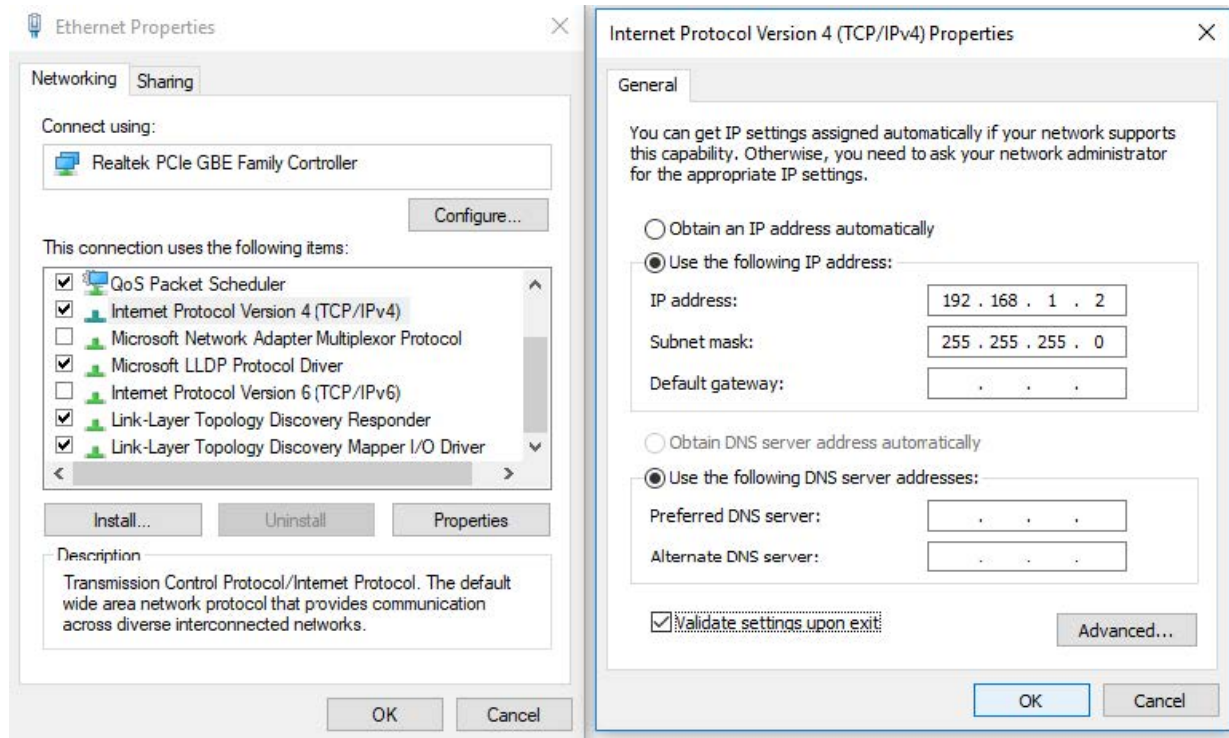 Ethernet Properties
Networking
Sharing
Connect using:
Realtek PCIe GBE Family Controller
Configure...
This connection uses the following items:
QoS Packet Scheduler
Internet Protocol Version 4 (TCP/IPv4)
Microsoft Network Adapter Multiplexor Protocol
Microsoft LLDP Protocol Driver
Internet Protocol Version 6 (TCP/IPv6)
Link-Layer Topology Discovery Responder
Link-Layer Topology Discovery Mapper I/O Driver
Install...
Uninstall
Properties
Description
Transmission Control Protocol/Internet Protocol. The default
wide area network protocol that provides communication
across diverse interconnected networks.
OK
Cancel
Internet Protocol Version 4 (TCP/IPv4) Properties
General
You can get IP settings assigned automatically if your network supports
this capability. Otherwise, you need to ask your network administrator
for the appropriate IP settings.
Obtain an IP address automatically
Use the following IP address:
IP address: 192 . 168 . 1 . 2
Subnet mask: 255 . 255 . 255 . 0
Default gateway: . . .
Obtain DNS server address automatically
Use the following DNS server addresses:
Preferred DNS server: . . .
Alternate DNS server: . . .
Validate settings upon exit
Advanced...
OK
Cancel